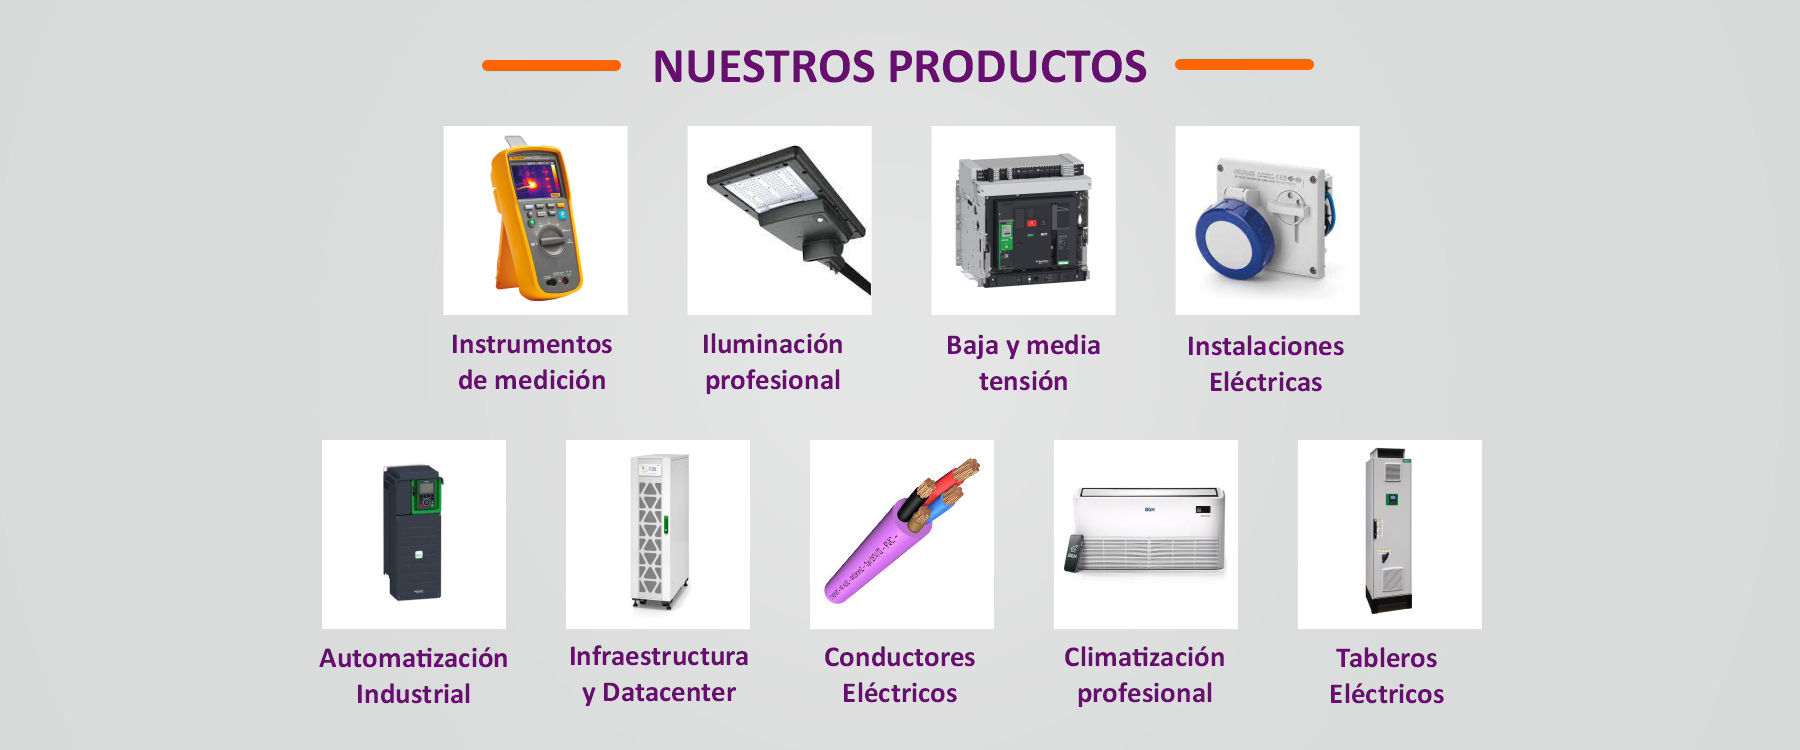 NUESTROS PRODUCTOS
Instrumentos
de medición
Iluminación
profesional
Baja y media
tensión
Instalaciones
Eléctricas
BGH
Automatización
Industrial
Infraestructura
y Datacenter
Conductores
Eléctricos
Climatización
profesional
Tableros
Eléctricos